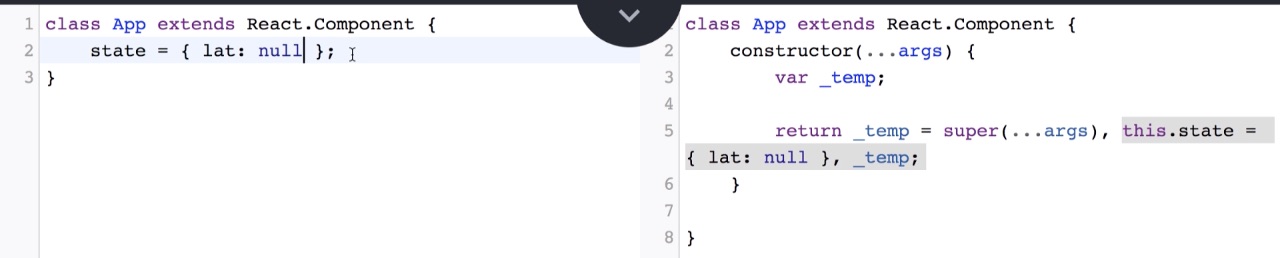 1 class App extends React.Component {
2 state = { lat: null };
3 }
class App extends React.Component {
2 constructor(...args) {
3 var _temp;
4
5 return _temp = super(...args), this.state =
{ lat: null }, _temp;
6 }
7
8 }